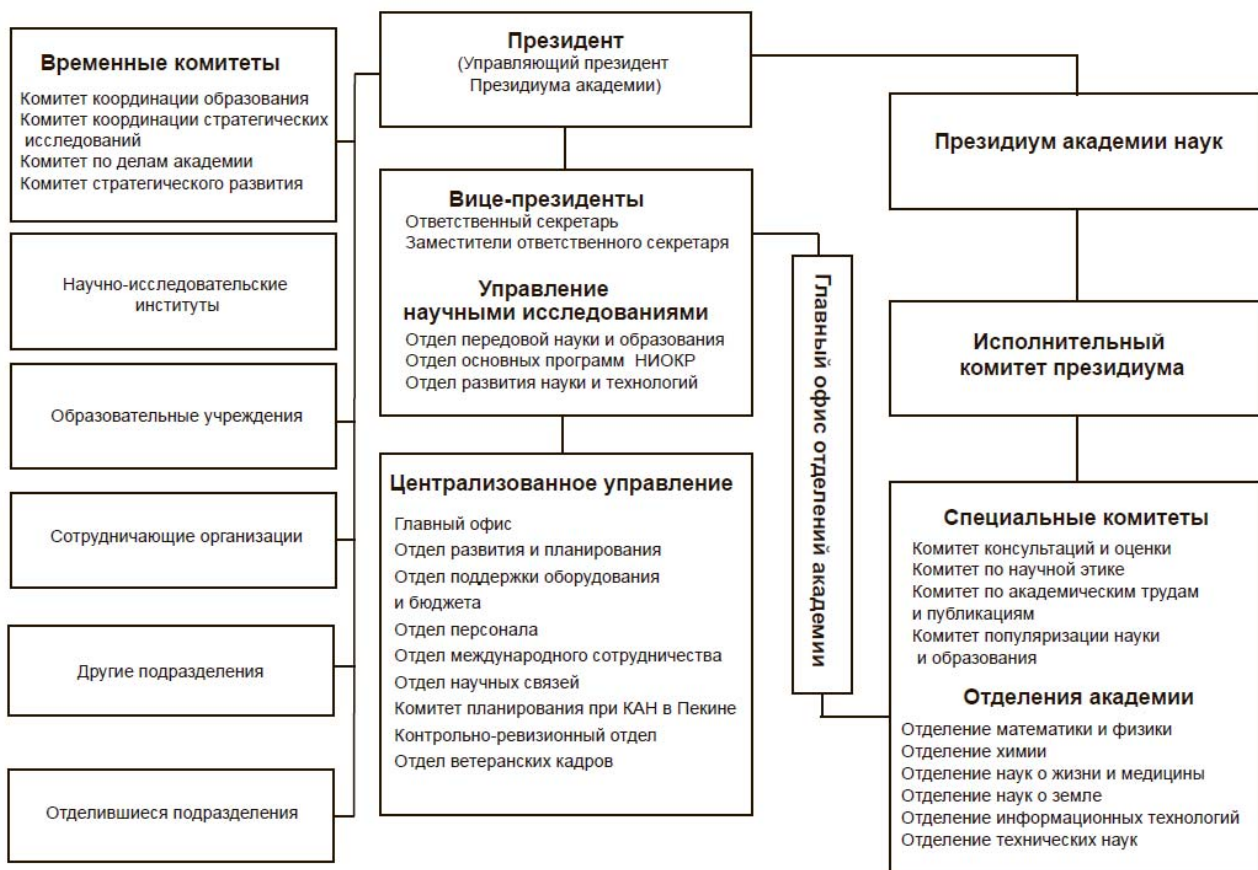 Временные комитеты
Комитет координации образования
Комитет координации стратегических
исследований
Комитет по делам академии
Комитет стратегического развития
Научно-исследовательские
институты
Образовательные учреждения
Сотрудничающие организации
Другие подразделения
Отделившиеся подразделения
Президент
(Управляющий президент
Президиума академии)
Вице-президенты
Ответственный секретарь
Заместители ответственного секретаря
Управление
научными исследованиями
Отдел передовой науки и образования
Отдел основных программ НИОКР
Отдел развития науки и технологий
Централизованное управление
Главный офис
Отдел развития и планирования
Отдел поддержки оборудования
и бюджета
Отдел персонала
Отдел международного сотрудничества
Отдел научных связей
Комитет планирования при КАН в Пекине
Контрольно-ревизионный отдел
Отдел ветеранских кадров
Главный офис отделений академии
Президиум академии наук
Исполнительный
комитет президиума
Специальные комитеты
Комитет консультаций и оценки
Комитет по научной этике
Комитет по академическим трудам
и публикациям
Комитет популяризации науки
и образования
Отделения академии
Отделение математики и физики
Отделение химии
Отделение наук о жизни и медицины
Отделение наук о земле
Отделение информационных технологий
Отделение технических наук